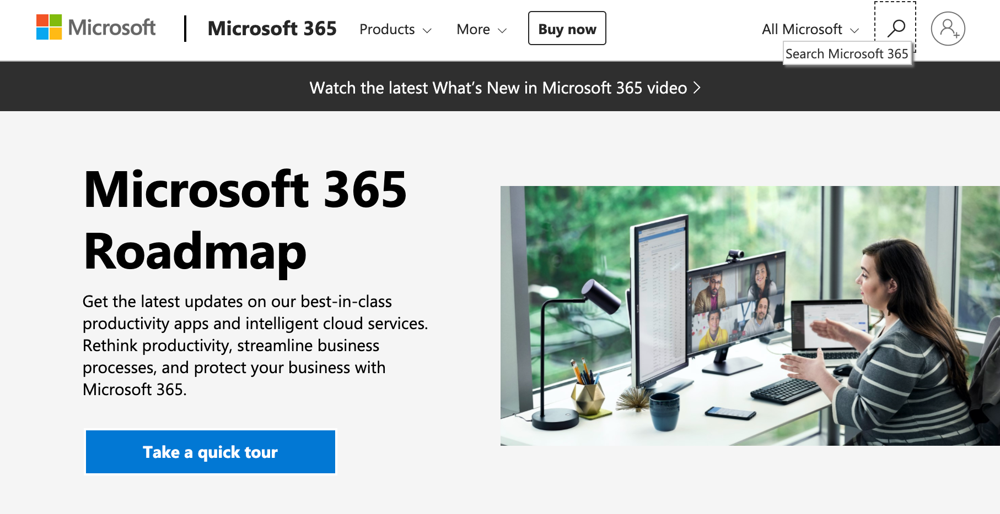 Microsoft
Microsoft 365
Products
More
Buy now
All Microsoft
Search Microsoft 365
Watch the latest What’s New in Microsoft 365 video
Microsoft 365
Roadmap
Get the latest updates on our best-in-class
productivity apps and intelligent cloud services.
Rethink productivity, streamline business
processes, and protect your business with
Microsoft 365.
Take a quick tour